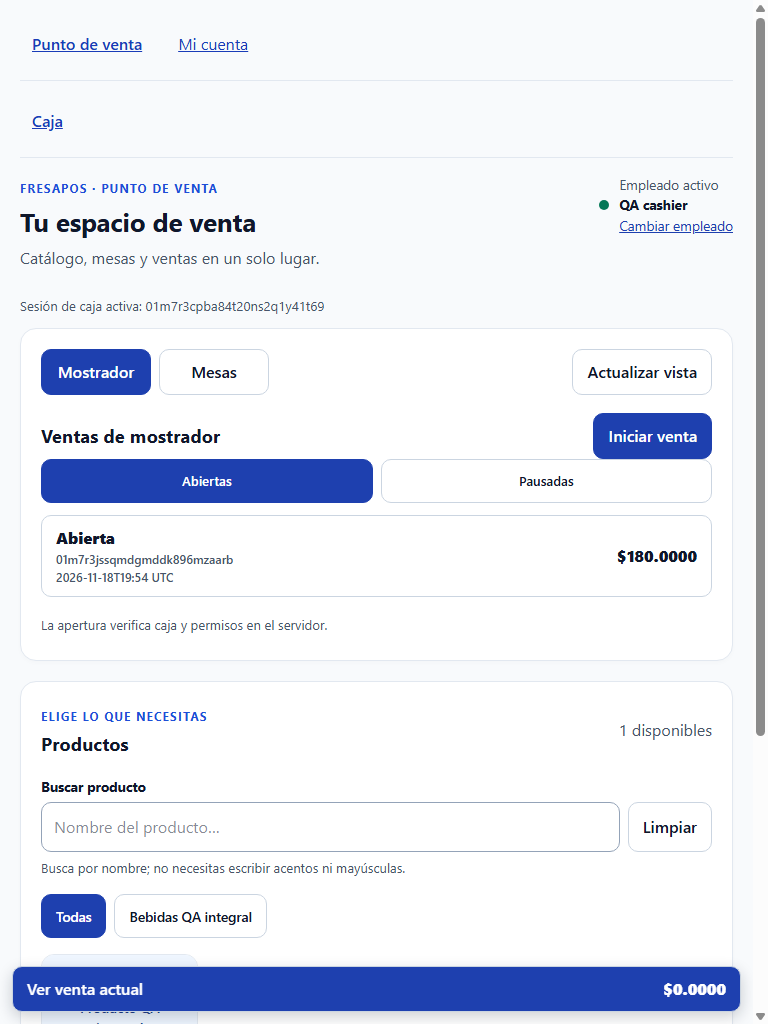 Punto de venta Mi cuenta
Caja
FRESAPOS · PUNTO DE VENTA
Tu espacio de venta
Catálogo, mesas y ventas en un solo lugar.
Empleado activo
QA cashier
Cambiar empleado
Sesión de caja activa: 01m7r3cpba84t20ns2q1y41t69
Mostrador Mesas Actualizar vista
Ventas de mostrador Iniciar venta
Abiertas Pausadas
Abierta
01m7r3jssqmdgmddk896mzaarb
2026-11-18T19:54 UTC
$180.0000
La apertura verifica caja y permisos en el servidor.
ELIGE LO QUE NECESITAS
Productos
1 disponibles
Buscar producto
Nombre del producto... Limpiar
Busca por nombre; no necesitas escribir acentos ni mayúsculas.
Todas Bebidas QA integral
Ver venta actual $0.0000